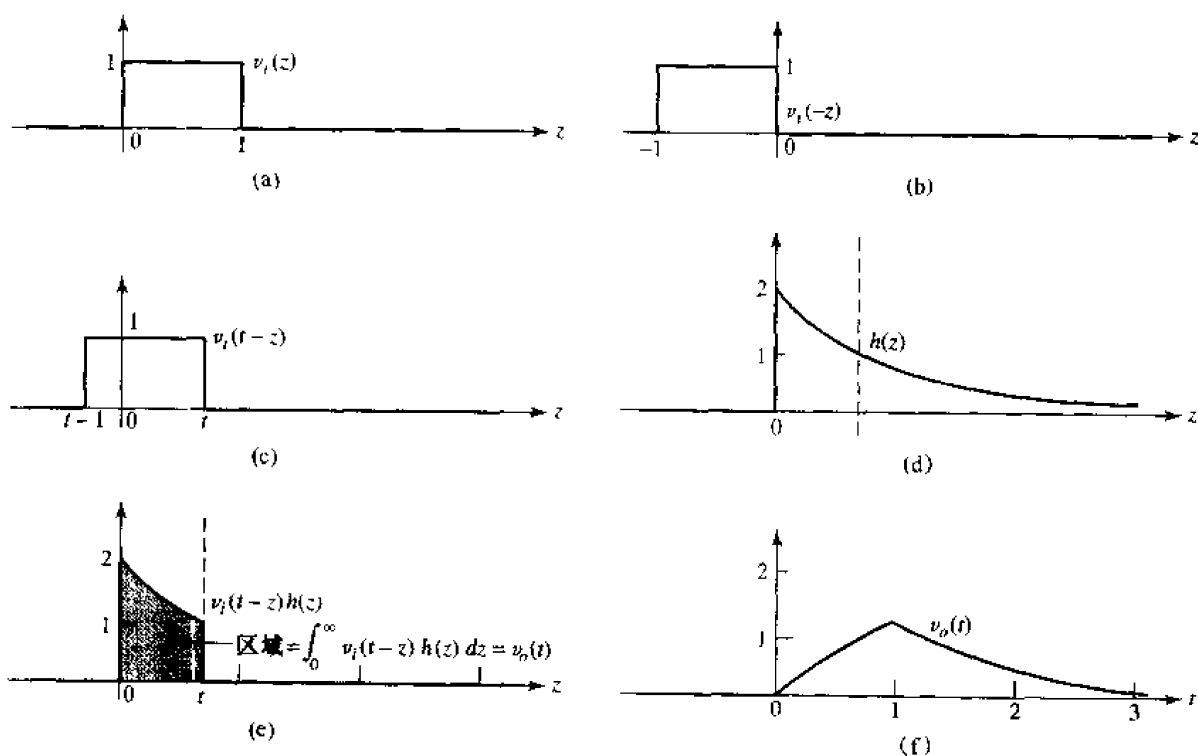 1
v_i(z)
0
1
z
(a)
1
v_i(-z)
-1
0
z
(b)
1
v_i(t-z)
t-1
0
t
z
(c)
2
1
h(z)
0
z
(d)
2
1
v_i(t-z)h(z)
区域=∫_0^∞ v_i(t-z) h(z) dz = v_o(t)
0
t
z
(e)
2
1
v_o(t)
0
1
2
3
t
(f)